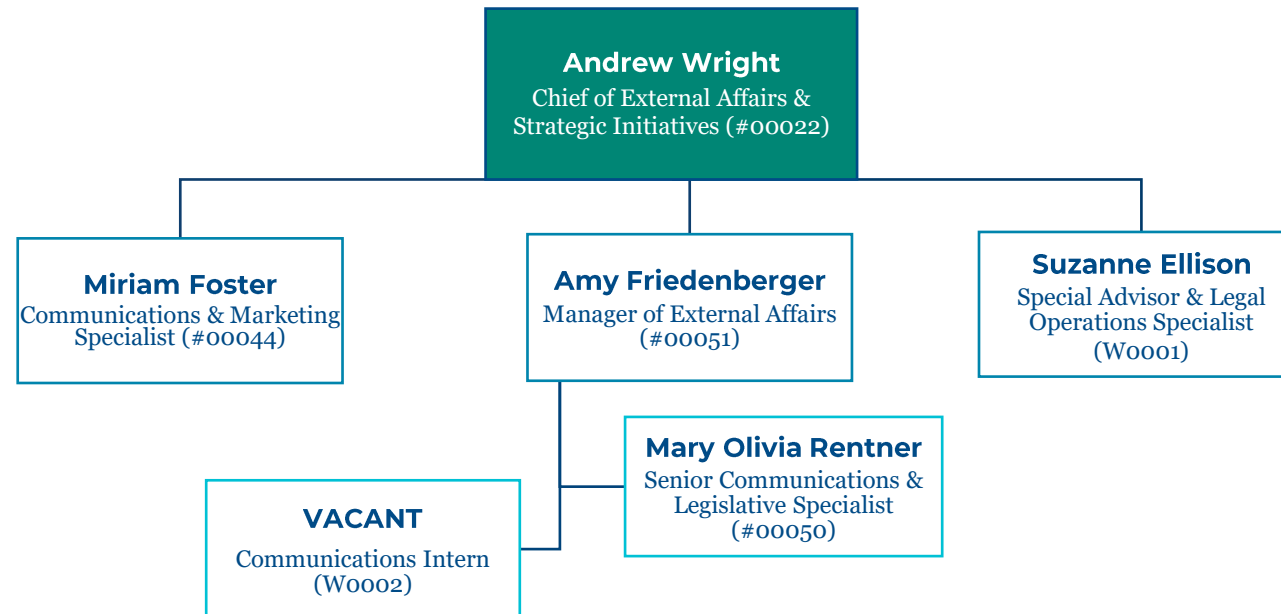 Andrew Wright
Chief of External Affairs &
Strategic Initiatives (#00022)
Miriam Foster
Communications & Marketing
Specialist (#00044)
Amy Friedenberger
Manager of External Affairs
(#00051)
Suzanne Ellison
Special Advisor & Legal
Operations Specialist
(W0001)
Mary Olivia Rentner
Senior Communications &
Legislative Specialist
(#00050)
VACANT
Communications Intern
(W0002)